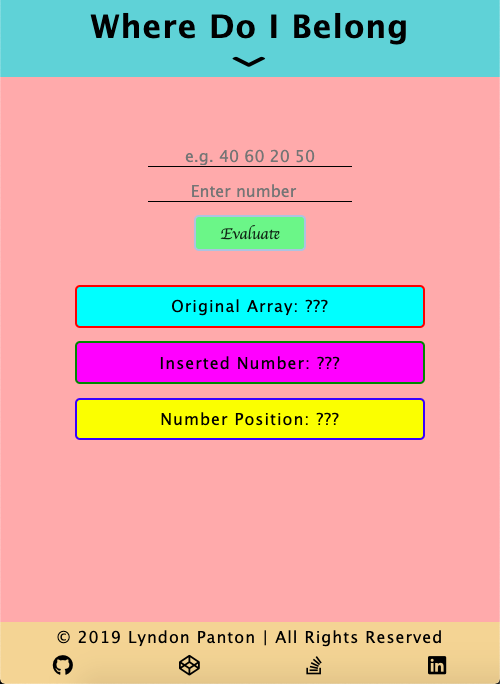 Where Do I Belong
e.g. 40 60 20 50
Enter number
Evaluate
Original Array: ???
Inserted Number: ???
Number Position: ???
© 2019 Lyndon Panton | All Rights Reserved